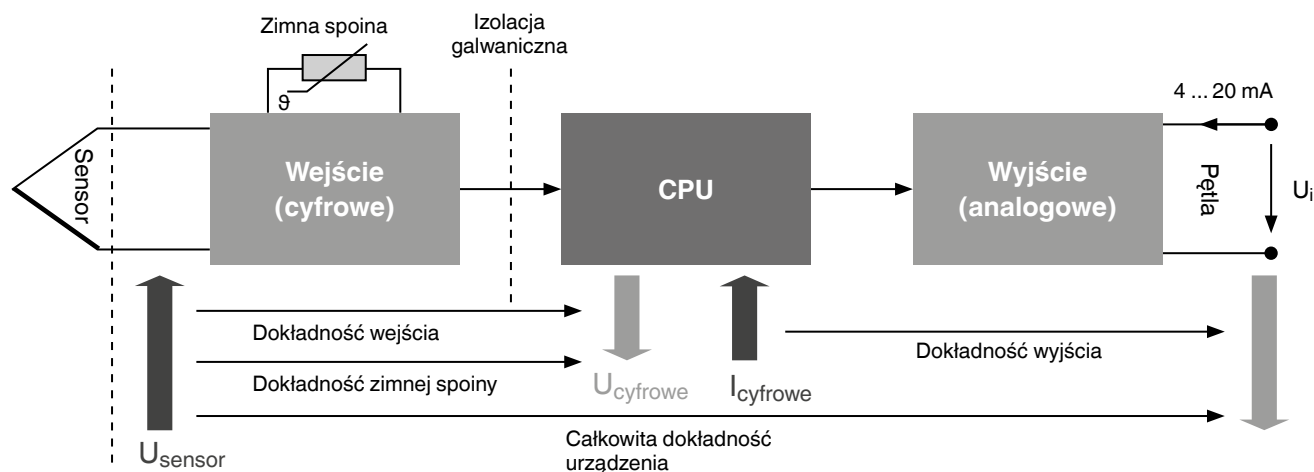 Zimna spoina
Izolacja
galwaniczna
ϑ
4 ... 20 mA
Sensor
Wejście
(cyfrowe)
CPU
Wyjście
(analogowe)
Pętla
Ui
Dokładność wejścia
Dokładność zimnej spoiny
Dokładność wyjścia
Ucyfrowe
Icyfrowe
Usensor
Całkowita dokładność
urządzenia